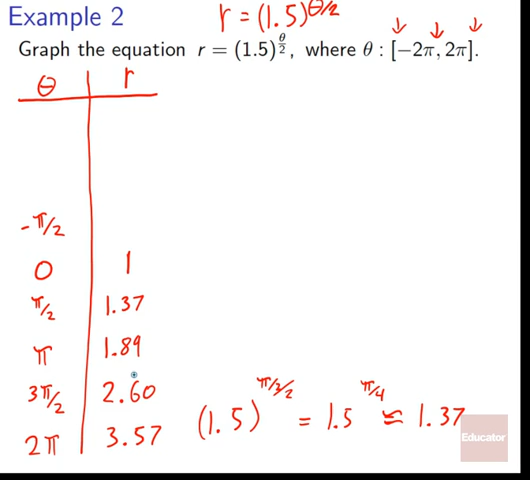 Example 2
r = (1.5)^θ/2
Graph the equation r = (1.5)^θ/2, where θ : [−2π, 2π].
θ r
-π/2
0 1
π/2 1.37
π 1.89
3π/2 2.60
2π 3.57
(1.5)^π/2/2 = 1.5^π/4 ≈ 1.37
Educator